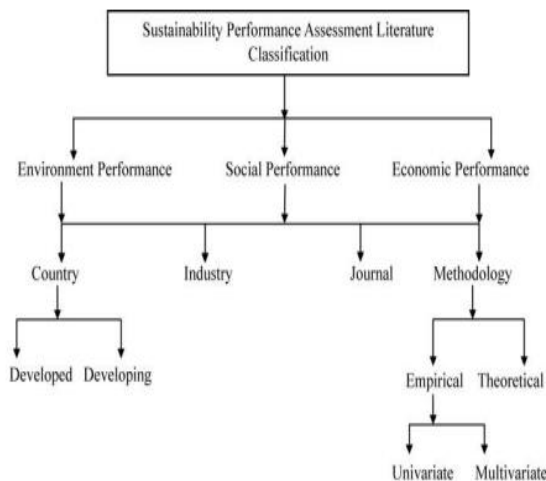 Sustainability Performance Assessment Literature
Classification
Environment Performance
Social Performance
Economic Performance
Country
Industry
Journal
Methodology
Developed
Developing
Empirical
Theoretical
Univariate
Multivariate